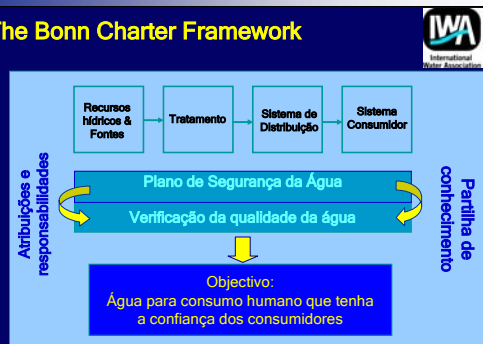 The Bonn Charter Framework
IWA
International
Water Association
Recursos
hídricos &
Fontes
Tratamento
Sistema de
Distribuição
Sistema
Consumidor
Atribuições e
responsabilidades
Plano de Segurança da Água
Verificação da qualidade da água
Partilha de
conhecimento
Objectivo:
Água para consumo humano que tenha
a confiança dos consumidores